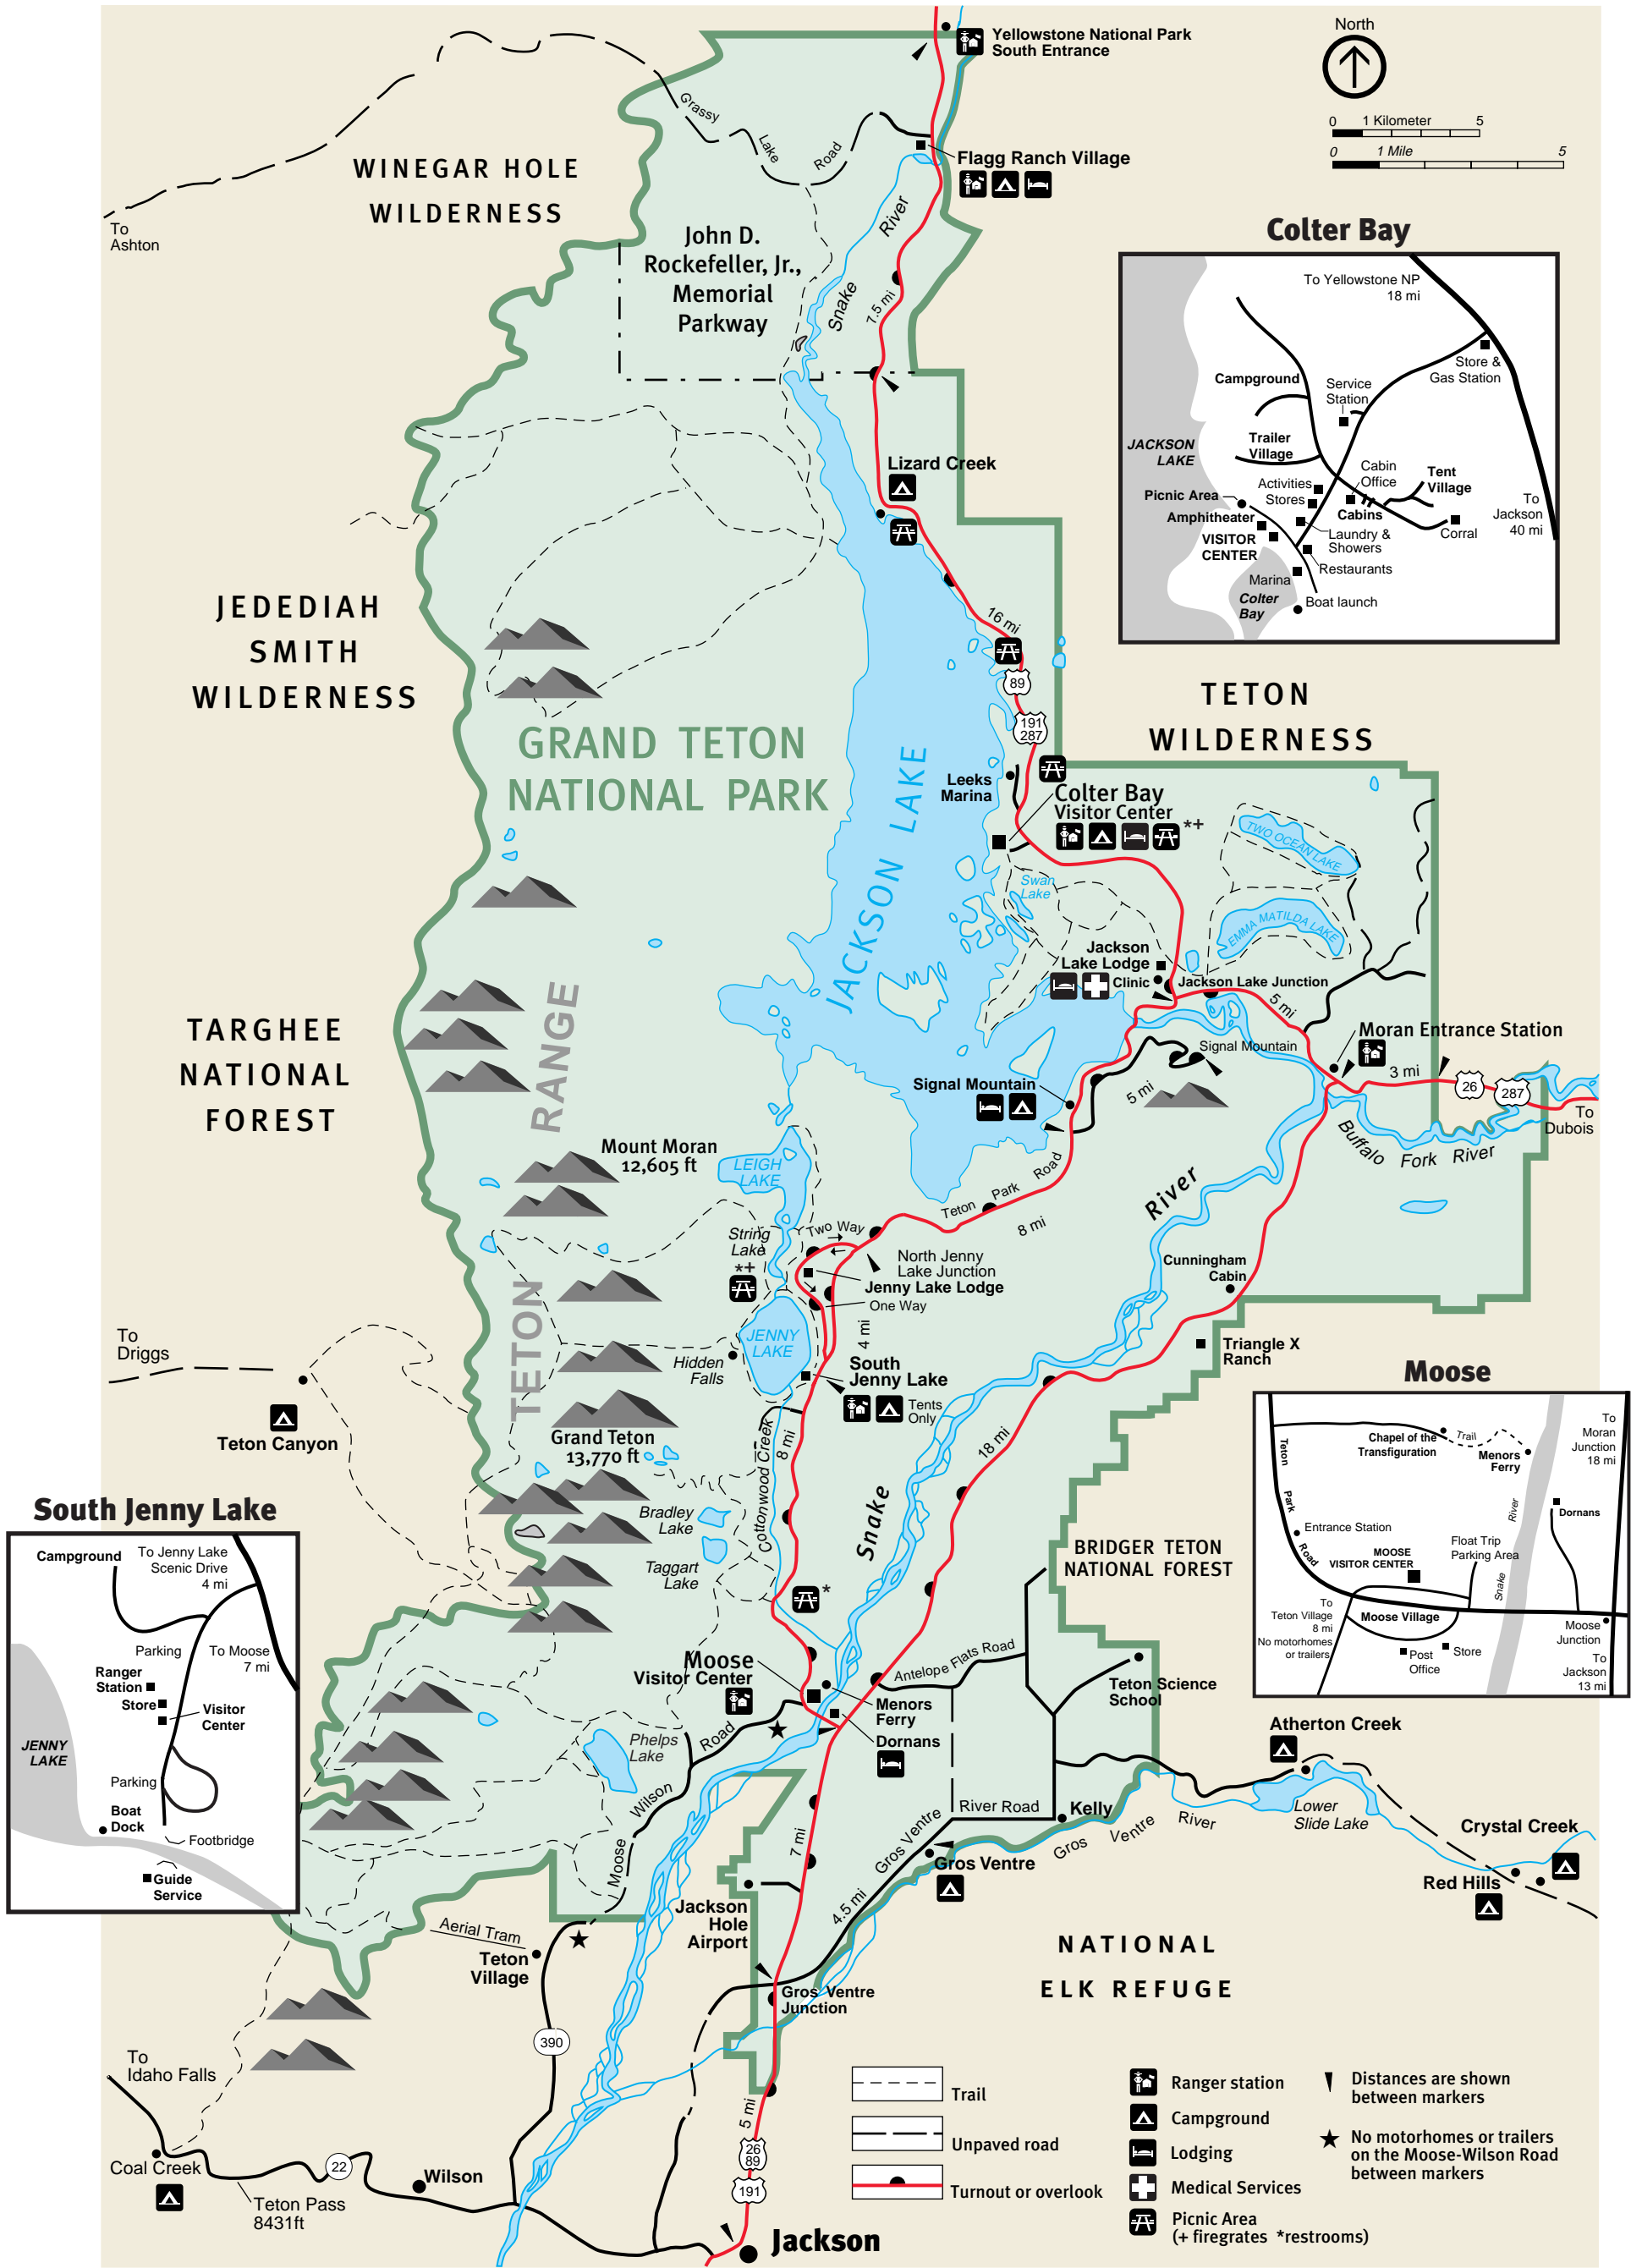 North
0 1 Kilometer 5
0 1 Mile 5
Yellowstone National Park
South Entrance
Grassy
Lake
Road
Flagg Ranch Village
WINEGAR HOLE
WILDERNESS
To
Ashton
John D.
Rockefeller, Jr.,
Memorial
Parkway
Snake
River
7.5 mi
Colter Bay
To Yellowstone NP
18 mi
Store &
Gas Station
Campground
Service
Station
JACKSON
LAKE
Trailer
Village
Cabin
Office
Tent
Village
Activities
Stores
Picnic Area
Cabins
To
Jackson
40 mi
Amphitheater
VISITOR
CENTER
Laundry &
Showers
Corral
Restaurants
Marina
Colter
Bay
Boat launch
Lizard Creek
16 mi
89
191
287
JEDEDIAH
SMITH
WILDERNESS
TETON
WILDERNESS
GRAND TETON
NATIONAL PARK
JACKSON LAKE
Leeks
Marina
Colter Bay
Visitor Center
*+
TWO OCEAN LAKE
Swan
Lake
EMMA MATILDA LAKE
Jackson
Lake Lodge
Clinic
Jackson Lake Junction
5 mi
Moran Entrance Station
Signal Mountain
3 mi
26
287
To
Dubois
Signal Mountain
5 mi
Buffalo
Fork River
TARGHEE
NATIONAL
FOREST
TETON
RANGE
Mount Moran
12,605 ft
LEIGH
LAKE
Teton Park Road
8 mi
River
String
Lake
*+
Two Way
North Jenny
Lake Junction
Jenny Lake Lodge
One Way
Cunningham
Cabin
JENNY
LAKE
4 mi
Hidden
Falls
South
Jenny Lake
Tents
Only
Triangle X
Ranch
To
Driggs
Teton Canyon
Grand Teton
13,770 ft
Cottonwood Creek
8 mi
18 mi
Snake
Bradley
Lake
Taggart
Lake
*
BRIDGER TETON
NATIONAL FOREST
Moose
Teton
Park
Road
Chapel of the
Transfiguration
Trail
Menors
Ferry
To
Moran
Junction
18 mi
River
Snake
Dornans
Entrance Station
MOOSE
VISITOR CENTER
Float Trip
Parking Area
To
Teton Village
8 mi
No motorhomes
or trailers
Moose Village
Post
Office
Store
Moose
Junction
To
Jackson
13 mi
South Jenny Lake
Campground
To Jenny Lake
Scenic Drive
4 mi
Parking
To Moose
7 mi
Ranger
Station
Store
Visitor
Center
JENNY
LAKE
Parking
Boat
Dock
Footbridge
Guide
Service
Moose
Visitor Center
Antelope Flats Road
Teton Science
School
Menors
Ferry
Dornans
Phelps
Lake
Moose
Wilson
Road
7 mi
Gros Ventre
River Road
Kelly
Gros Ventre
River
Gros Ventre
4.5 mi
Atherton Creek
Lower
Slide Lake
Crystal Creek
Red Hills
Jackson
Hole
Airport
Aerial Tram
Teton
Village
Gros Ventre
Junction
NATIONAL
ELK REFUGE
390
To
Idaho Falls
Coal Creek
22
Teton Pass
8431ft
Wilson
5 mi
26
89
191
Jackson
Trail
Unpaved road
Turnout or overlook
Ranger station
Campground
Lodging
Medical Services
Picnic Area
(+ firegrates *restrooms)
Distances are shown
between markers
No motorhomes or trailers
on the Moose-Wilson Road
between markers